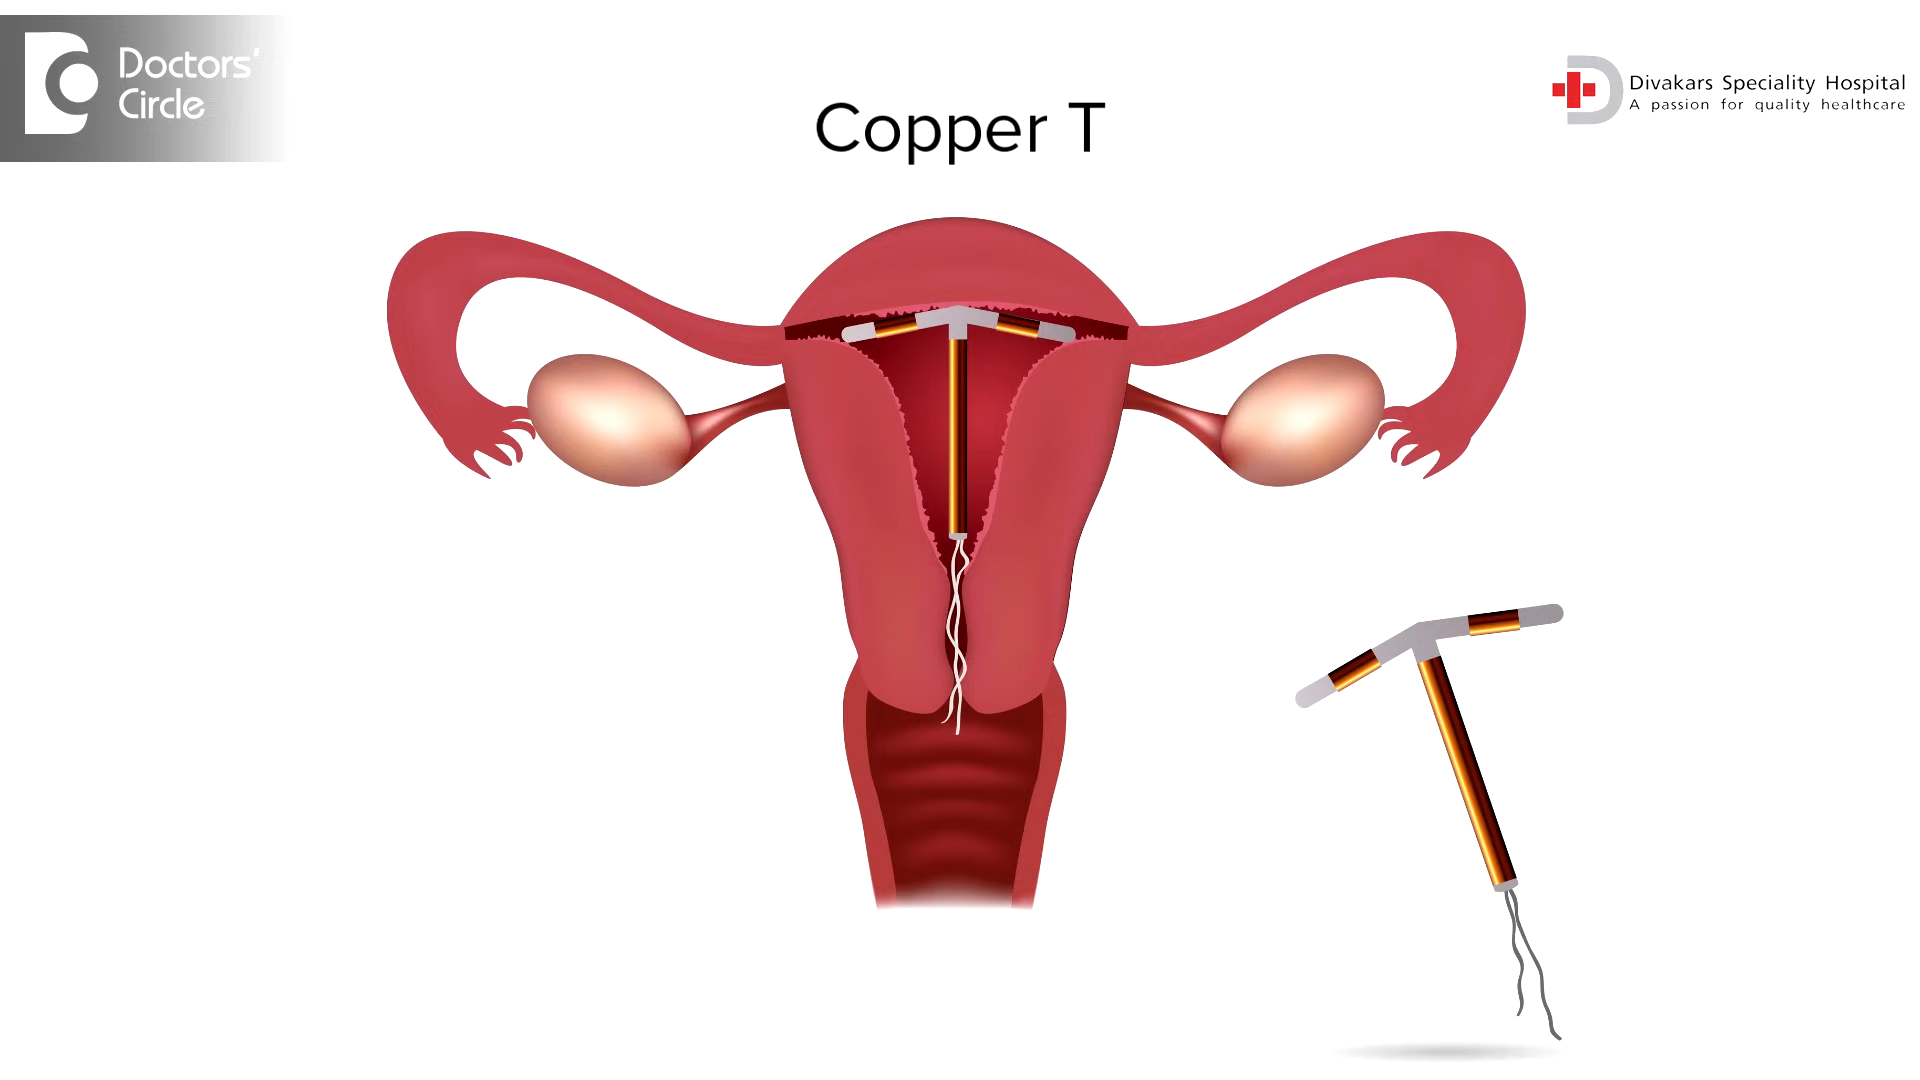 Doctors'
Circle
Copper T
Divakars Speciality Hospital
A passion for quality healthcare